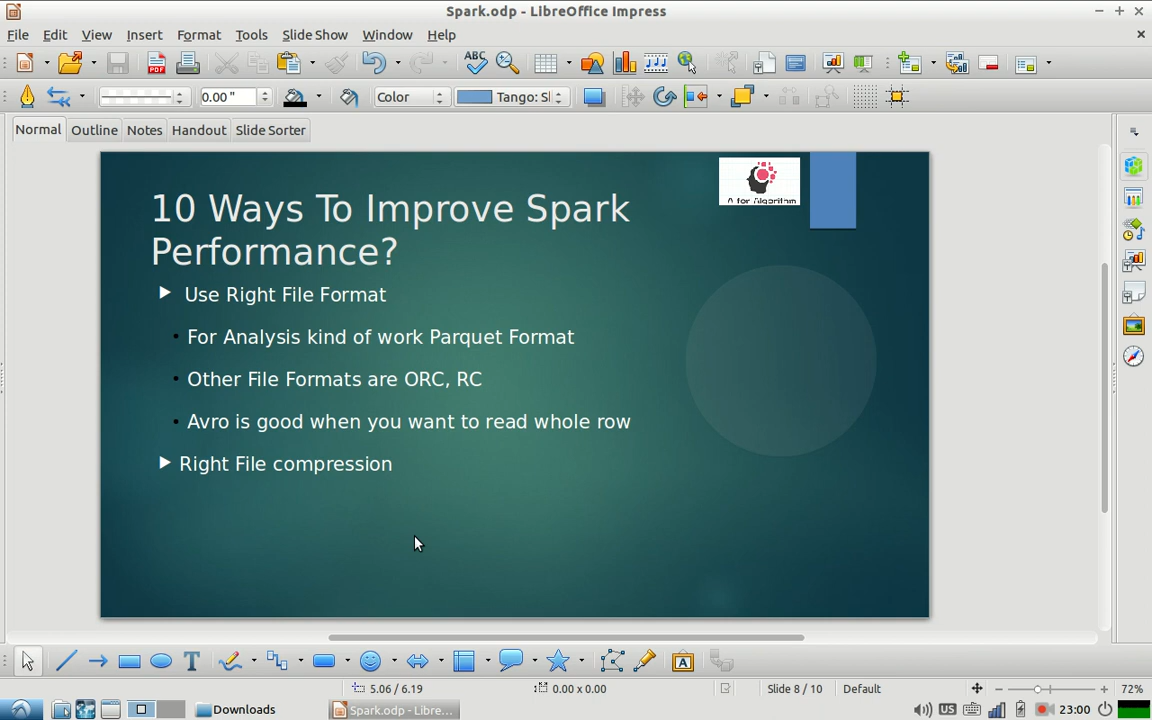 Spark.odp - LibreOffice Impress
File Edit View Insert Format Tools Slide Show Window Help
PDF ABC
0.00 " Color Tango: Sl
Normal Outline Notes Handout Slide Sorter
10 Ways To Improve Spark
Performance?
A for Algorithm
Use Right File Format
• For Analysis kind of work Parquet Format
• Other File Formats are ORC, RC
• Avro is good when you want to read whole row
Right File compression
5.06 / 6.19 0.00 x 0.00 Slide 8 / 10 Default 72%
Downloads Spark.odp - Libre... US 23:00